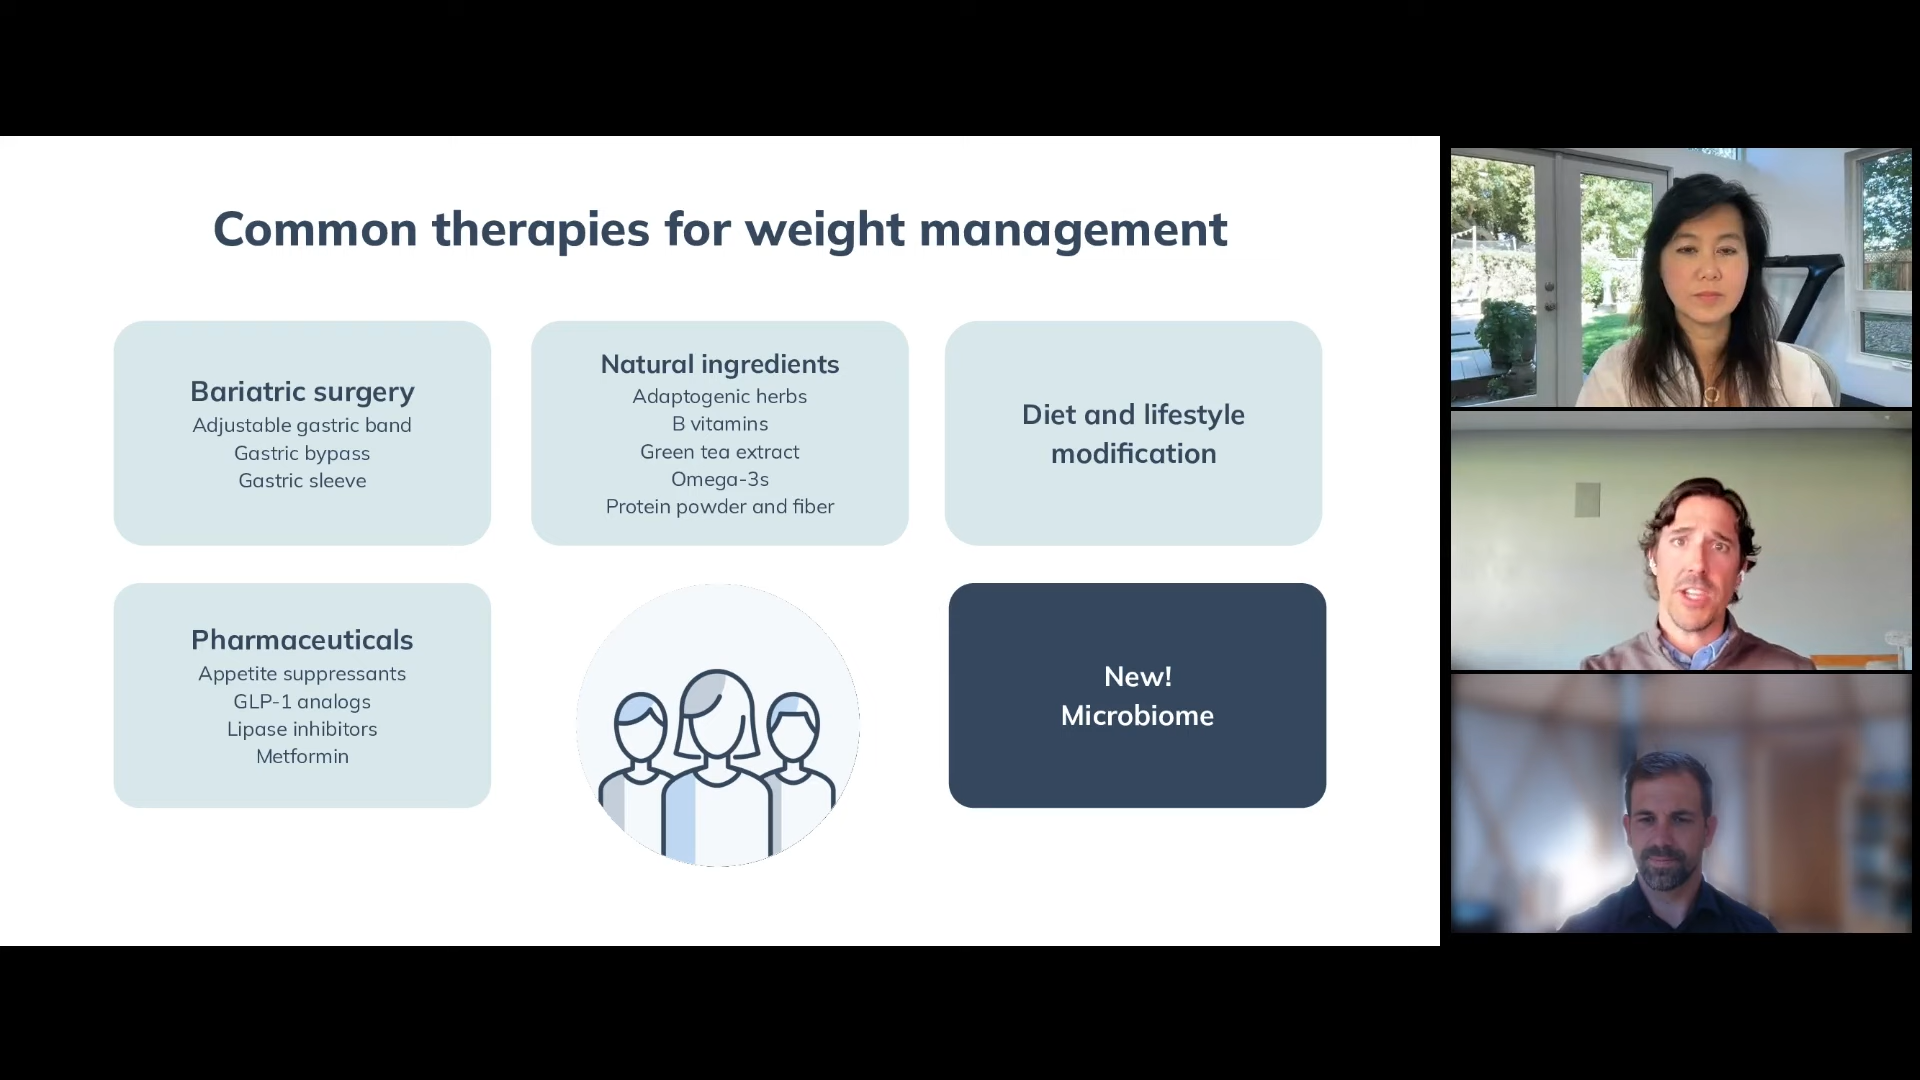 Common therapies for weight management
Bariatric surgery
Adjustable gastric band
Gastric bypass
Gastric sleeve
Natural ingredients
Adaptogenic herbs
B vitamins
Green tea extract
Omega-3s
Protein powder and fiber
Diet and lifestyle
modification
Pharmaceuticals
Appetite suppressants
GLP-1 analogs
Lipase inhibitors
Metformin
New!
Microbiome